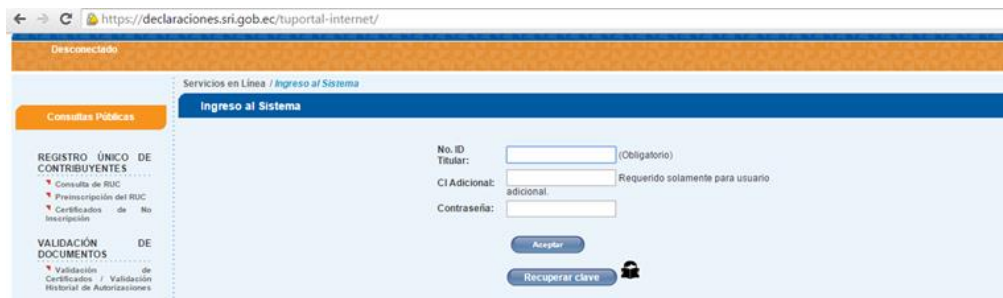 https://declaraciones.sri.gob.ec/tuportal-internet/
Desconectado
Servicios en Línea / Ingreso al Sistema
Consultas Públicas
REGISTRO ÚNICO DE
CONTRIBUYENTES
Consulta de RUC
Preinscripción del RUC
Certificados de No
Inscripción
VALIDACIÓN DE
DOCUMENTOS
Validación de
Certificados / Validación
Historial de Autorizaciones
Ingreso al Sistema
No. ID
Titular:
(Obligatorio)
CI Adicional:
Requerido solamente para usuario
adicional.
Contraseña:
Aceptar
Recuperar clave